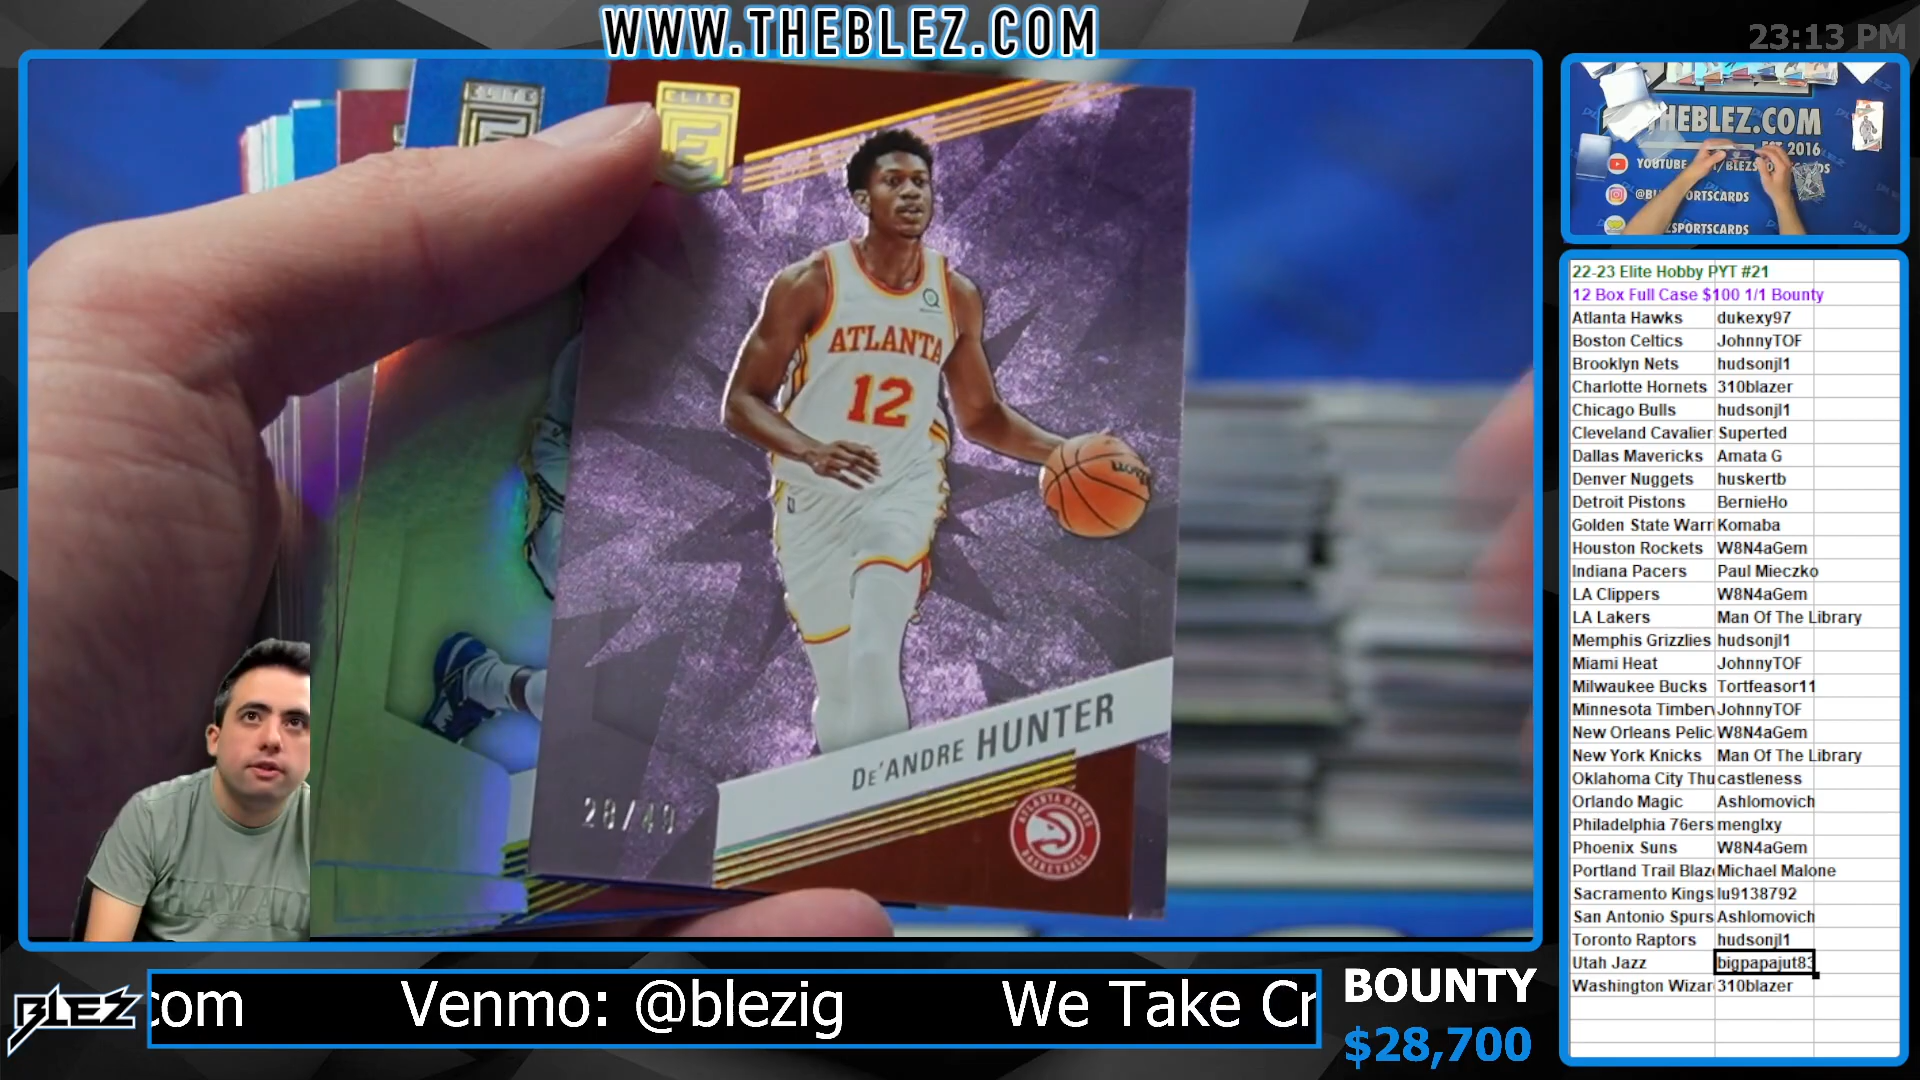 WWW.THEBLEZ.COM
23:13 PM
ELITE
ELITE
E
ATLANTA
12
DE'ANDRE HUNTER
ATLANTA HAWKS
BASKETBALL
THEBLEZ.COM
2016
YOUTUBE
ORTSCARDS
ZSPORTSCARDS
22-23 Elite Hobby PYT #21
12 Box Full Case $100 1/1 Bounty
Atlanta Hawks dukexy97
Boston Celtics JohnnyTOF
Brooklyn Nets hudsonjl1
Charlotte Hornets 310blazer
Chicago Bulls hudsonjl1
Cleveland Cavalier Superted
Dallas Mavericks Amata G
Denver Nuggets huskertb
Detroit Pistons BernieHo
Golden State Warri Komaba
Houston Rockets W8N4aGem
Indiana Pacers Paul Mieczko
LA Clippers W8N4aGem
LA Lakers Man Of The Library
Memphis Grizzlies hudsonjl1
Miami Heat JohnnyTOF
Milwaukee Bucks Tortfeasor11
Minnesota Timberv JohnnyTOF
New Orleans Pelic W8N4aGem
New York Knicks Man Of The Library
Oklahoma City Thu castleness
Orlando Magic Ashlomovich
Philadelphia 76ers menglxy
Phoenix Suns W8N4aGem
Portland Trail Blaz Michael Malone
Sacramento Kings lu9138792
San Antonio Spurs Ashlomovich
Toronto Raptors hudsonjl1
Utah Jazz bigpapajut83
Washington Wizar 310blazer
BLEZ
com Venmo: @blezig We Take Cr
BOUNTY
$28,700